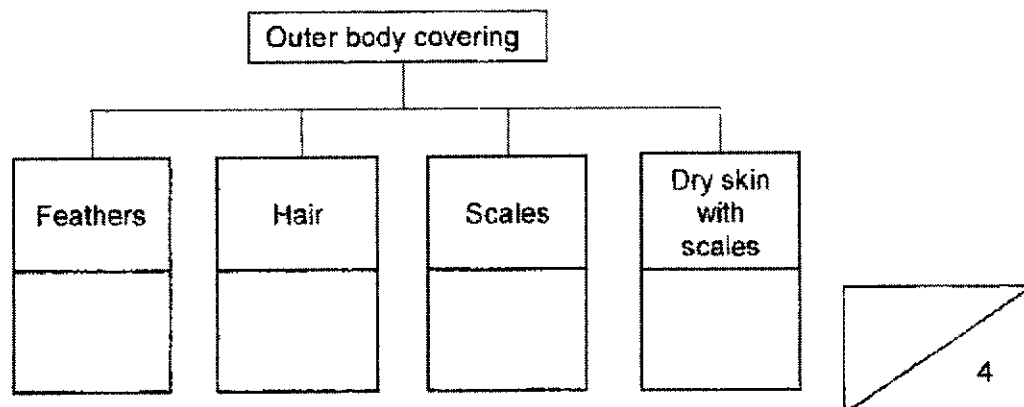 Outer body covering
Feathers
Hair
Scales
Dry skin
with
scales
4